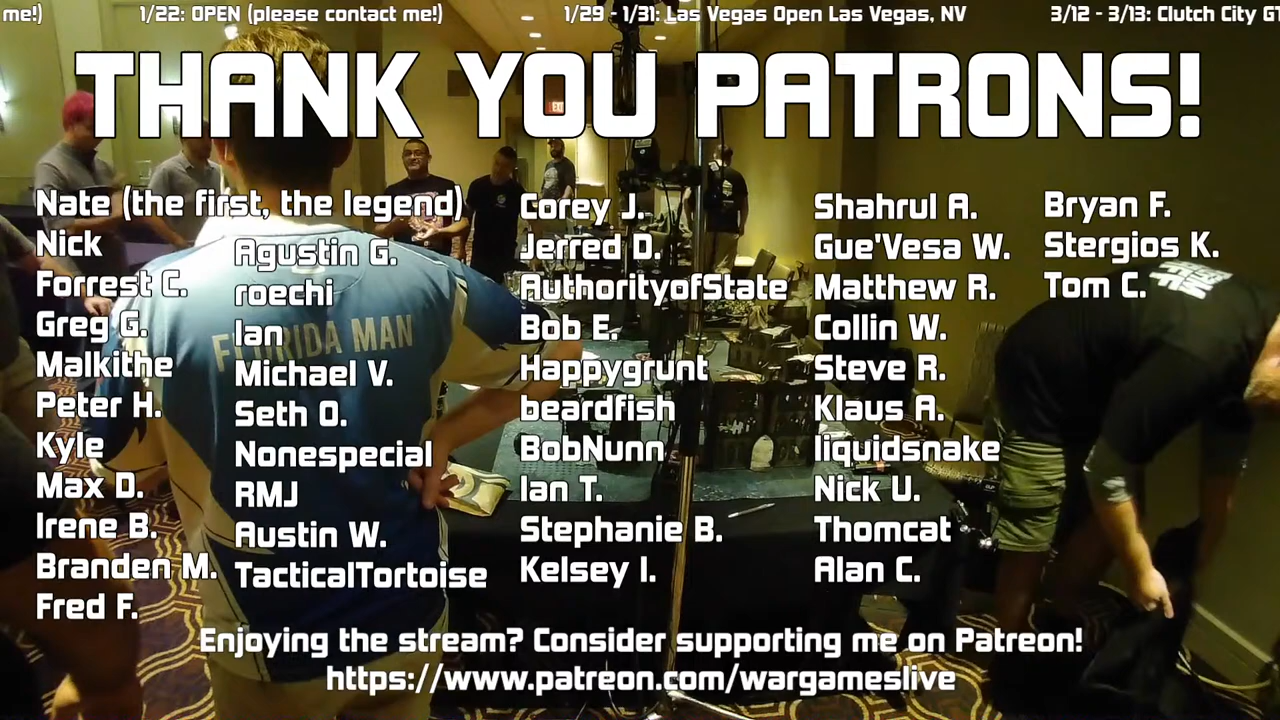 me!) 1/22: OPEN (please contact me!) 1/29 - 1/31: Las Vegas Open Las Vegas, NV 3/12 - 3/13: Clutch City GT
THANK YOU PATRONS!
Nate (the first, the legend)
Nick
Forrest C.
Greg G.
Malkithe
Peter H.
Kyle
Max D.
Irene B.
Branden M.
Fred F.
Agustin G.
roechi
Ian
Michael V.
Seth O.
Nonespecial
RMJ
Austin W.
TacticalTortoise
Corey J.
Jerred D.
AuthorityofState
Bob E.
Happygrunt
beardfish
BobNunn
Ian T.
Stephanie B.
Kelsey I.
Shahrul A.
Gue'Vesa W.
Matthew R.
Collin W.
Steve R.
Klaus A.
liquidsnake
Nick U.
Thomcat
Alan C.
Bryan F.
Stergios K.
Tom C.
FLORIDA MAN
EXIT
Enjoying the stream? Consider supporting me on Patreon!
https://www.patreon.com/wargameslive